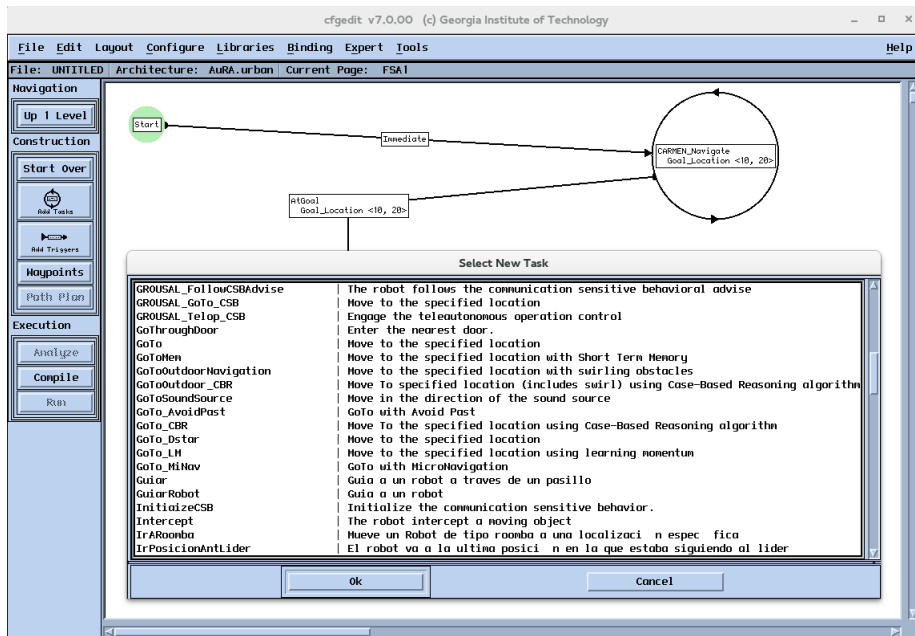 cfgedit v7.0.00 (c) Georgia Institute of Technology
File Edit Layout Configure Libraries Binding Expert Tools Help
File: UNTITLED Architecture: AuRA.urban Current Page: FSA1
Navigation
Up 1 Level
Construction
Start Over
Add Tasks
Add Triggers
Waypoints
Path Plan
Execution
Analyze
Compile
Run
Start
Immediate
CARMEN_Navigate
Goal_Location <10, 20>
AtGoal
Goal_Location <10, 20>
Select New Task
GROUSAL_FollowCSBAdvise | The robot follows the communication sensitive behavioral advise
GROUSAL_GoTo_CSB | Move to the specified location
GROUSAL_Telop_CSB | Engage the teleautonomous operation control
GoThroughDoor | Enter the nearest door.
GoTo | Move to the specified location
GoToMem | Move to the specified location with Short Term Memory
GoToOutdoorNavigation | Move to the specified location with swirling obstacles
GoToOutdoor_CBR | Move To specified location (includes swirl) using Case-Based Reasoning algorithm
GoToSoundSource | Move in the direction of the sound source
GoTo_AvoidPast | GoTo with Avoid Past
GoTo_CBR | Move To the specified location using Case-Based Reasoning algorithm
GoTo_Dstar | Move to the specified location
GoTo_LM | Move to the specified location using learning momentum
GoTo_MiNav | GoTo with MicroNavigation
Guiar | Guia a un robot a traves de un pasillo
GuiarRobot | Guia a un robot
InitiaizeCSB | Initialize the communication sensitive behavior.
Intercept | The robot intercept a moving object
IrARoomba | Mueve un Robot de tipo roomba a una localizaci n espec fica
IrPosicionAntLider | El robot va a la ultima posici n en la que estaba siguiendo al lider
Ok
Cancel